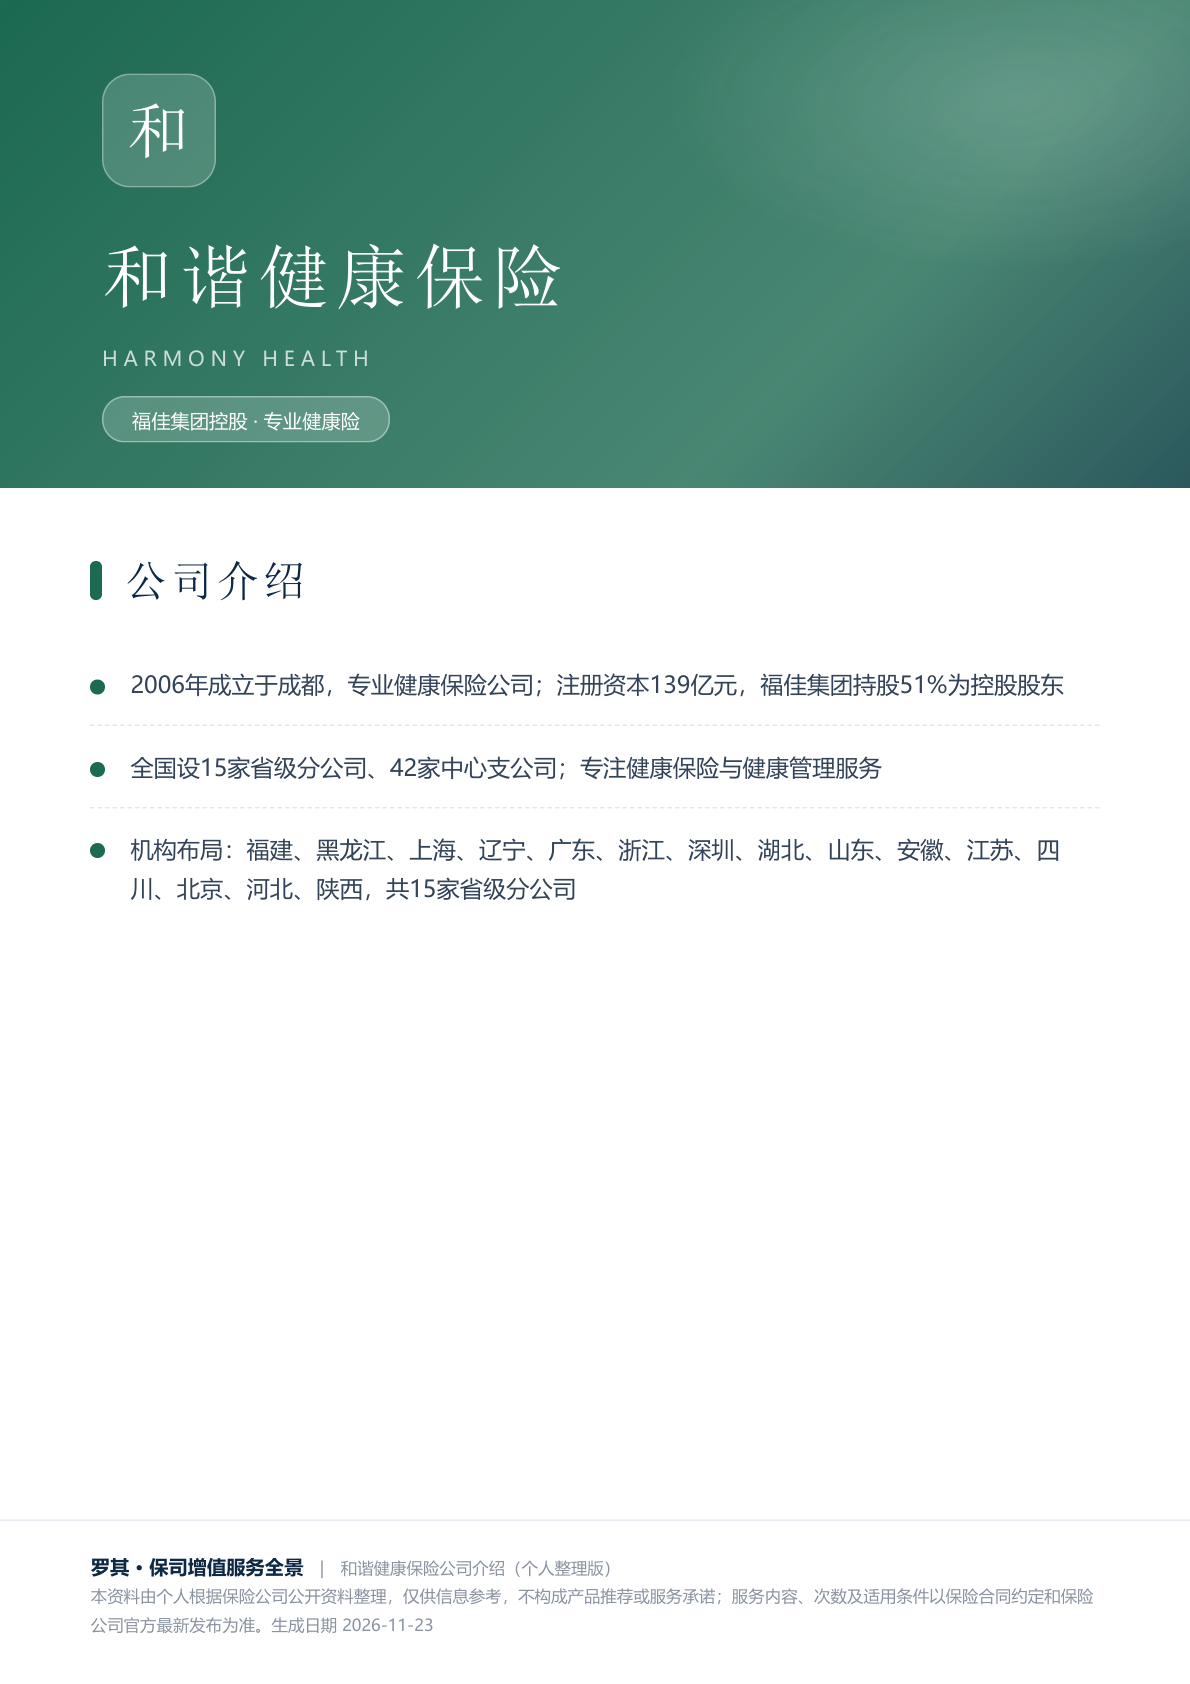 和
和谐健康保险
HARMONY HEALTH
福佳集团控股 · 专业健康险
公司介绍
2006年成立于成都，专业健康保险公司；注册资本139亿元，福佳集团持股51%为控股股东
全国设15家省级分公司、42家中心支公司；专注健康保险与健康管理服务
机构布局：福建、黑龙江、上海、辽宁、广东、浙江、深圳、湖北、山东、安徽、江苏、四
川、北京、河北、陕西，共15家省级分公司
罗其 · 保司增值服务全景 | 和谐健康保险公司介绍（个人整理版）
本资料由个人根据保险公司公开资料整理，仅供信息参考，不构成产品推荐或服务承诺；服务内容、次数及适用条件以保险合同约定和保险
公司官方最新发布为准。生成日期 2026-11-23